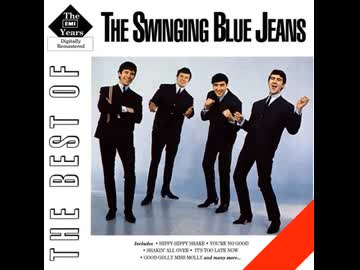 The
EMI
Years
Digitally
Remastered
THE SWINGING BLUE JEANS
THE BEST OF
Includes • HIPPY HIPPY SHAKE • YOU'RE NO GOOD
• SHAKIN' ALL OVER • IT'S TOO LATE NOW
• GOOD GOLLY MISS MOLLY and many more...